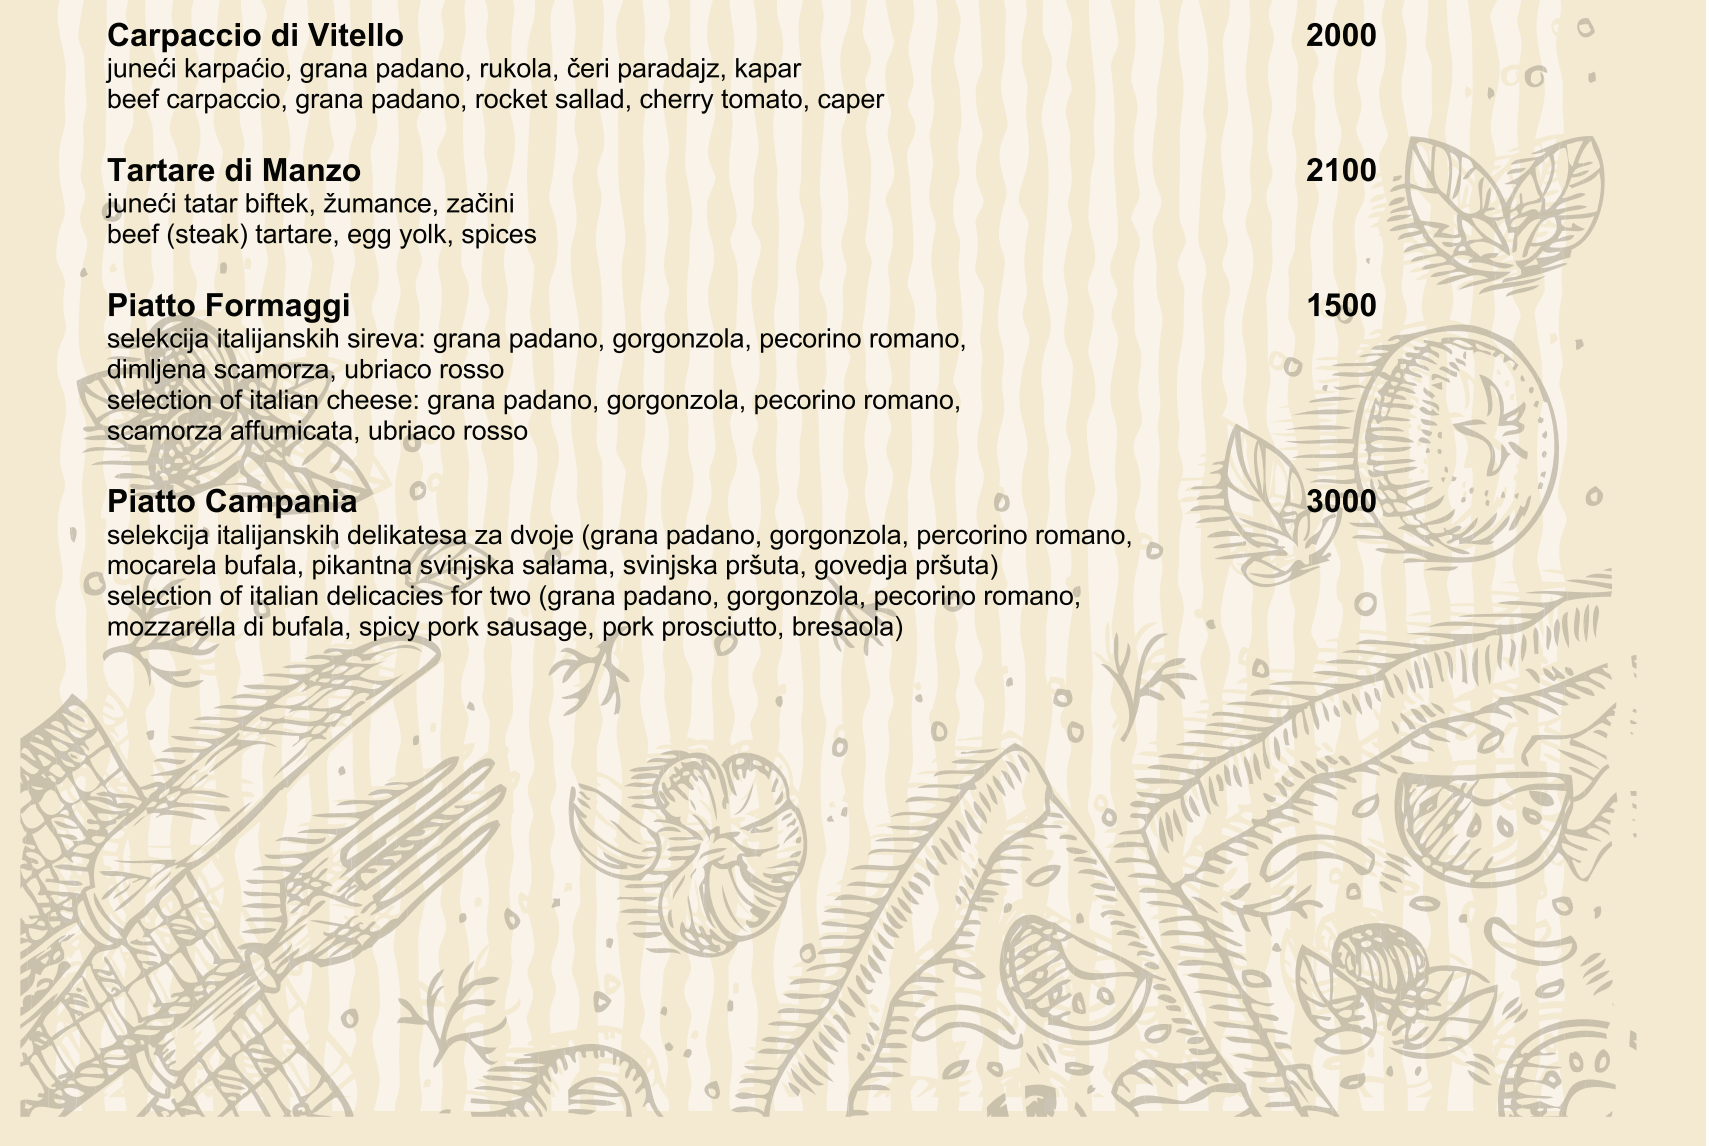 Carpaccio di Vitello 2000
juneći karpaćio, grana padano, rukola, čeri paradajz, kapar
beef carpaccio, grana padano, rocket sallad, cherry tomato, caper
Tartare di Manzo 2100
juneći tatar biftek, žumance, začini
beef (steak) tartare, egg yolk, spices
Piatto Formaggi 1500
selekcija italijanskih sireva: grana padano, gorgonzola, pecorino romano,
dimljena scamorza, ubriaco rosso
selection of italian cheese: grana padano, gorgonzola, pecorino romano,
scamorza affumicata, ubriaco rosso
Piatto Campania 3000
selekcija italijanskih delikatesa za dvoje (grana padano, gorgonzola, percorino romano,
mocarela bufala, pikantna svinjska salama, svinjska pršuta, govedja pršuta)
selection of italian delicacies for two (grana padano, gorgonzola, pecorino romano,
mozzarella di bufala, spicy pork sausage, pork prosciutto, bresaola)